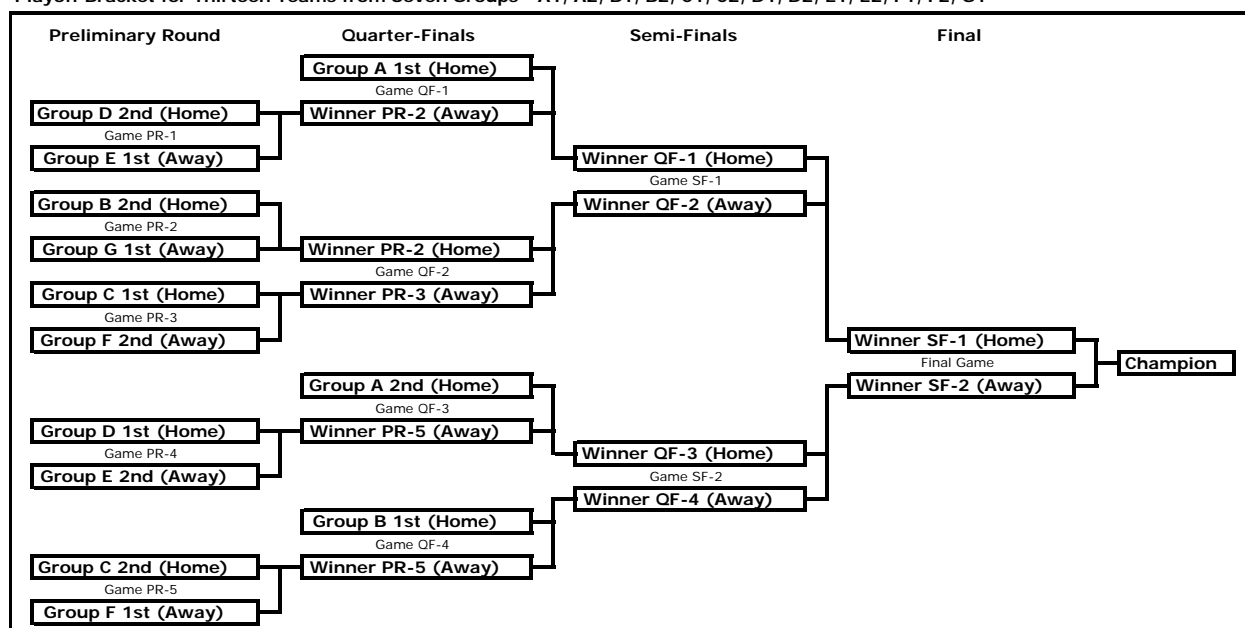 Preliminary Round Quarter-Finals Semi-Finals Final
Group A 1st (Home)
Game QF-1
Group D 2nd (Home) Winner PR-2 (Away)
Game PR-1
Group E 1st (Away) Winner QF-1 (Home)
Game SF-1
Group B 2nd (Home) Winner QF-2 (Away)
Game PR-2
Group G 1st (Away) Winner PR-2 (Home)
Game QF-2
Group C 1st (Home) Winner PR-3 (Away)
Game PR-3
Group F 2nd (Away) Winner SF-1 (Home)
Final Game Champion
Group A 2nd (Home) Winner SF-2 (Away)
Game QF-3
Group D 1st (Home) Winner PR-5 (Away)
Game PR-4 Winner QF-3 (Home)
Group E 2nd (Away) Game SF-2
Winner QF-4 (Away)
Group B 1st (Home)
Game QF-4
Group C 2nd (Home) Winner PR-5 (Away)
Game PR-5
Group F 1st (Away)